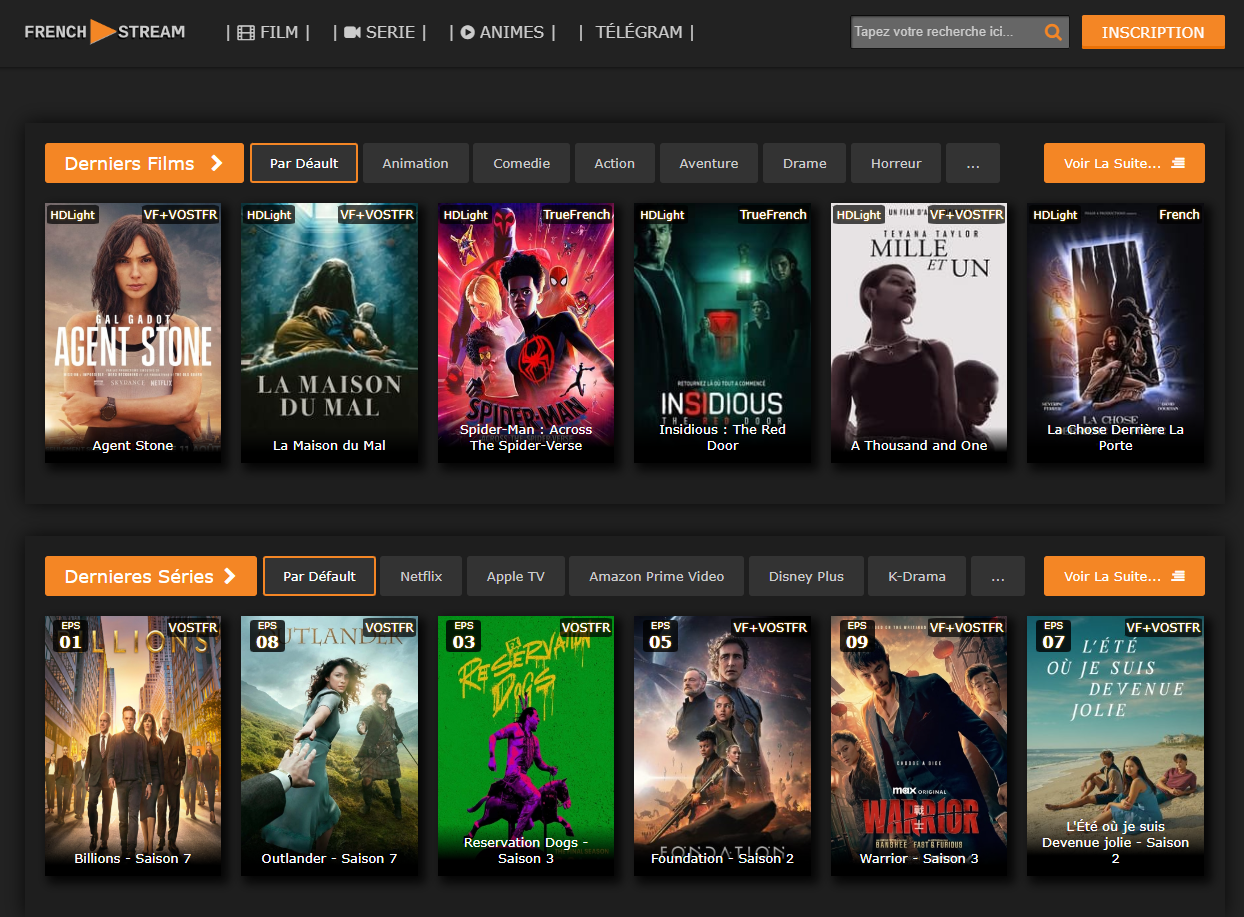 FRENCH STREAM | FILM | | SERIE | | ANIMES | | TÉLÉGRAM | Tapez votre recherche ici... INSCRIPTION
Derniers Films Par Déault Animation Comedie Action Aventure Drame Horreur ... Voir La Suite...
HDLight VF+VOSTFR
GAL GADOT
AGENT STONE
SKYDANCE NETFLIX
Agent Stone
HDLight VF+VOSTFR
LA MAISON
DU MAL
La Maison du Mal
HDLight TrueFrench
SPIDER-MAN
Spider-Man : Across
The Spider-Verse
HDLight TrueFrench
RETOURNEZ LÀ OÙ TOUT A COMMENCÉ
INSIDIOUS
THE RED DOOR
Insidious : The Red
Door
HDLight VF+VOSTFR
UN FILM D'A
TEYANA TAYLOR
MILLE
ET UN
A Thousand and One
HDLight French
LA CHOSE
La Chose Derrière La
Porte
Dernieres Séries Par Défault Netflix Apple TV Amazon Prime Video Disney Plus K-Drama ... Voir La Suite...
EPS VOSTFR
01
BILLIONS
Billions - Saison 7
EPS VOSTFR
08
OUTLANDER
Outlander - Saison 7
EPS VOSTFR
03
RESERVATION
DOGS
Reservation Dogs -
Saison 3
EPS VF+VOSTFR
05
FOUNDATION
Foundation - Saison 2
EPS VF+VOSTFR
09
CHOOSE A SIDE
max ORIGINAL
WARRIOR
BANSHEE FAST & FURIOUS
Warrior - Saison 3
EPS VF+VOSTFR
07
L'ÉTÉ
OÙ JE SUIS
DEVENUE
JOLIE
L'Été où je suis
Devenue jolie - Saison
2